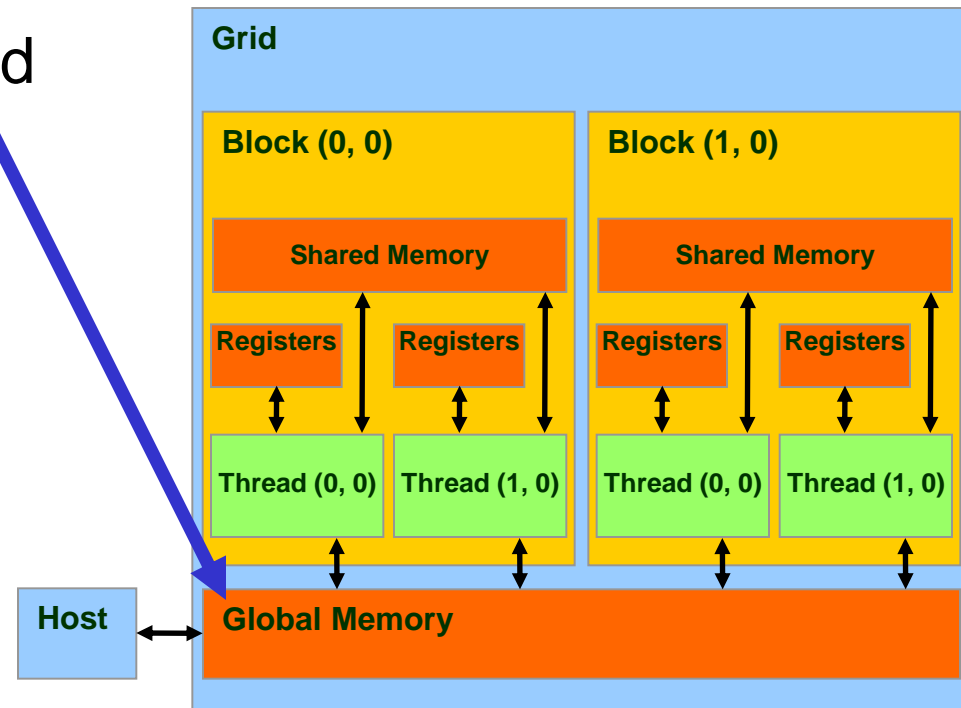 Grid
Block (0, 0)
Block (1, 0)
Shared Memory
Shared Memory
Registers
Registers
Registers
Registers
Thread (0, 0)
Thread (1, 0)
Thread (0, 0)
Thread (1, 0)
Host
Global Memory